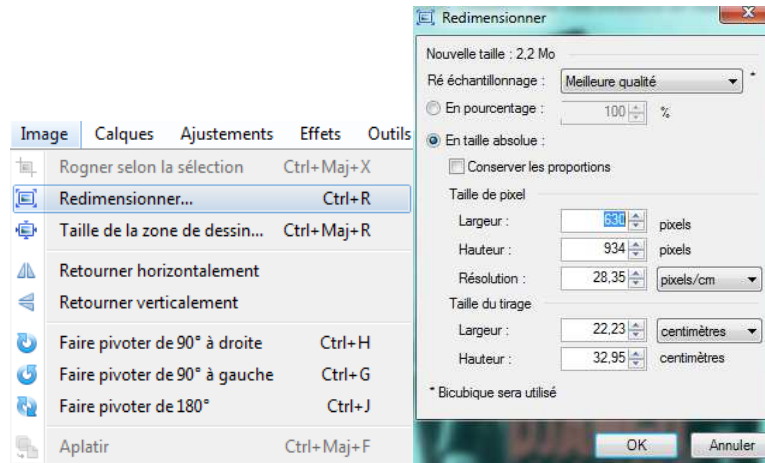 Image Calques Ajustements Effets Outils
Rogner selon la sélection Ctrl+Maj+X
Redimensionner... Ctrl+R
Taille de la zone de dessin... Ctrl+Maj+R
Retourner horizontalement
Retourner verticalement
Faire pivoter de 90° à droite Ctrl+H
Faire pivoter de 90° à gauche Ctrl+G
Faire pivoter de 180° Ctrl+J
Aplatir Ctrl+Maj+F
Redimensionner
Nouvelle taille : 2,2 Mo
Ré échantillonnage : Meilleure qualité *
En pourcentage : 100 %
En taille absolue :
Conserver les proportions
Taille de pixel
Largeur : 630 pixels
Hauteur : 934 pixels
Résolution : 28,35 pixels/cm
Taille du tirage
Largeur : 22,23 centimètres
Hauteur : 32,95 centimètres
* Bicubique sera utilisé
OK Annuler